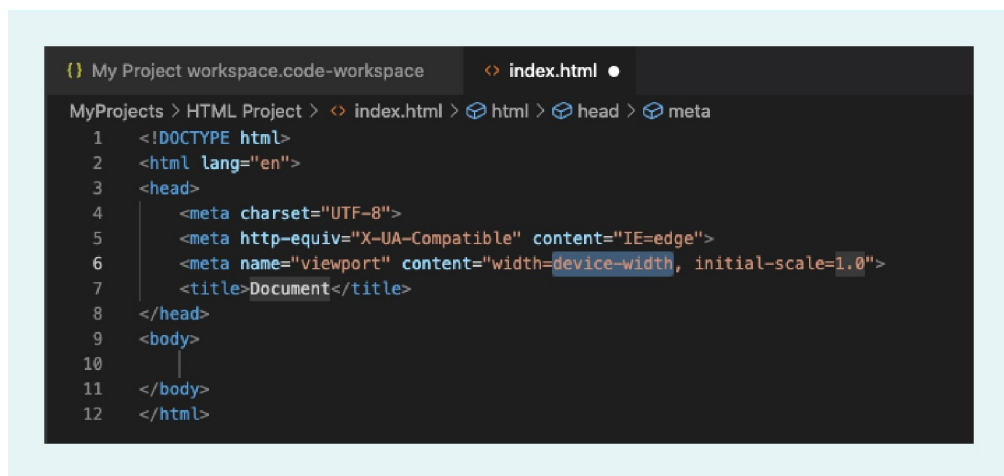 {} My Project workspace.code-workspace <> index.html ●
MyProjects > HTML Project > <> index.html > html > head > meta
1 <!DOCTYPE html>
2 <html lang="en">
3 <head>
4 <meta charset="UTF-8">
5 <meta http-equiv="X-UA-Compatible" content="IE=edge">
6 <meta name="viewport" content="width=device-width, initial-scale=1.0">
7 <title>Document</title>
8 </head>
9 <body>
10
11 </body>
12 </html>